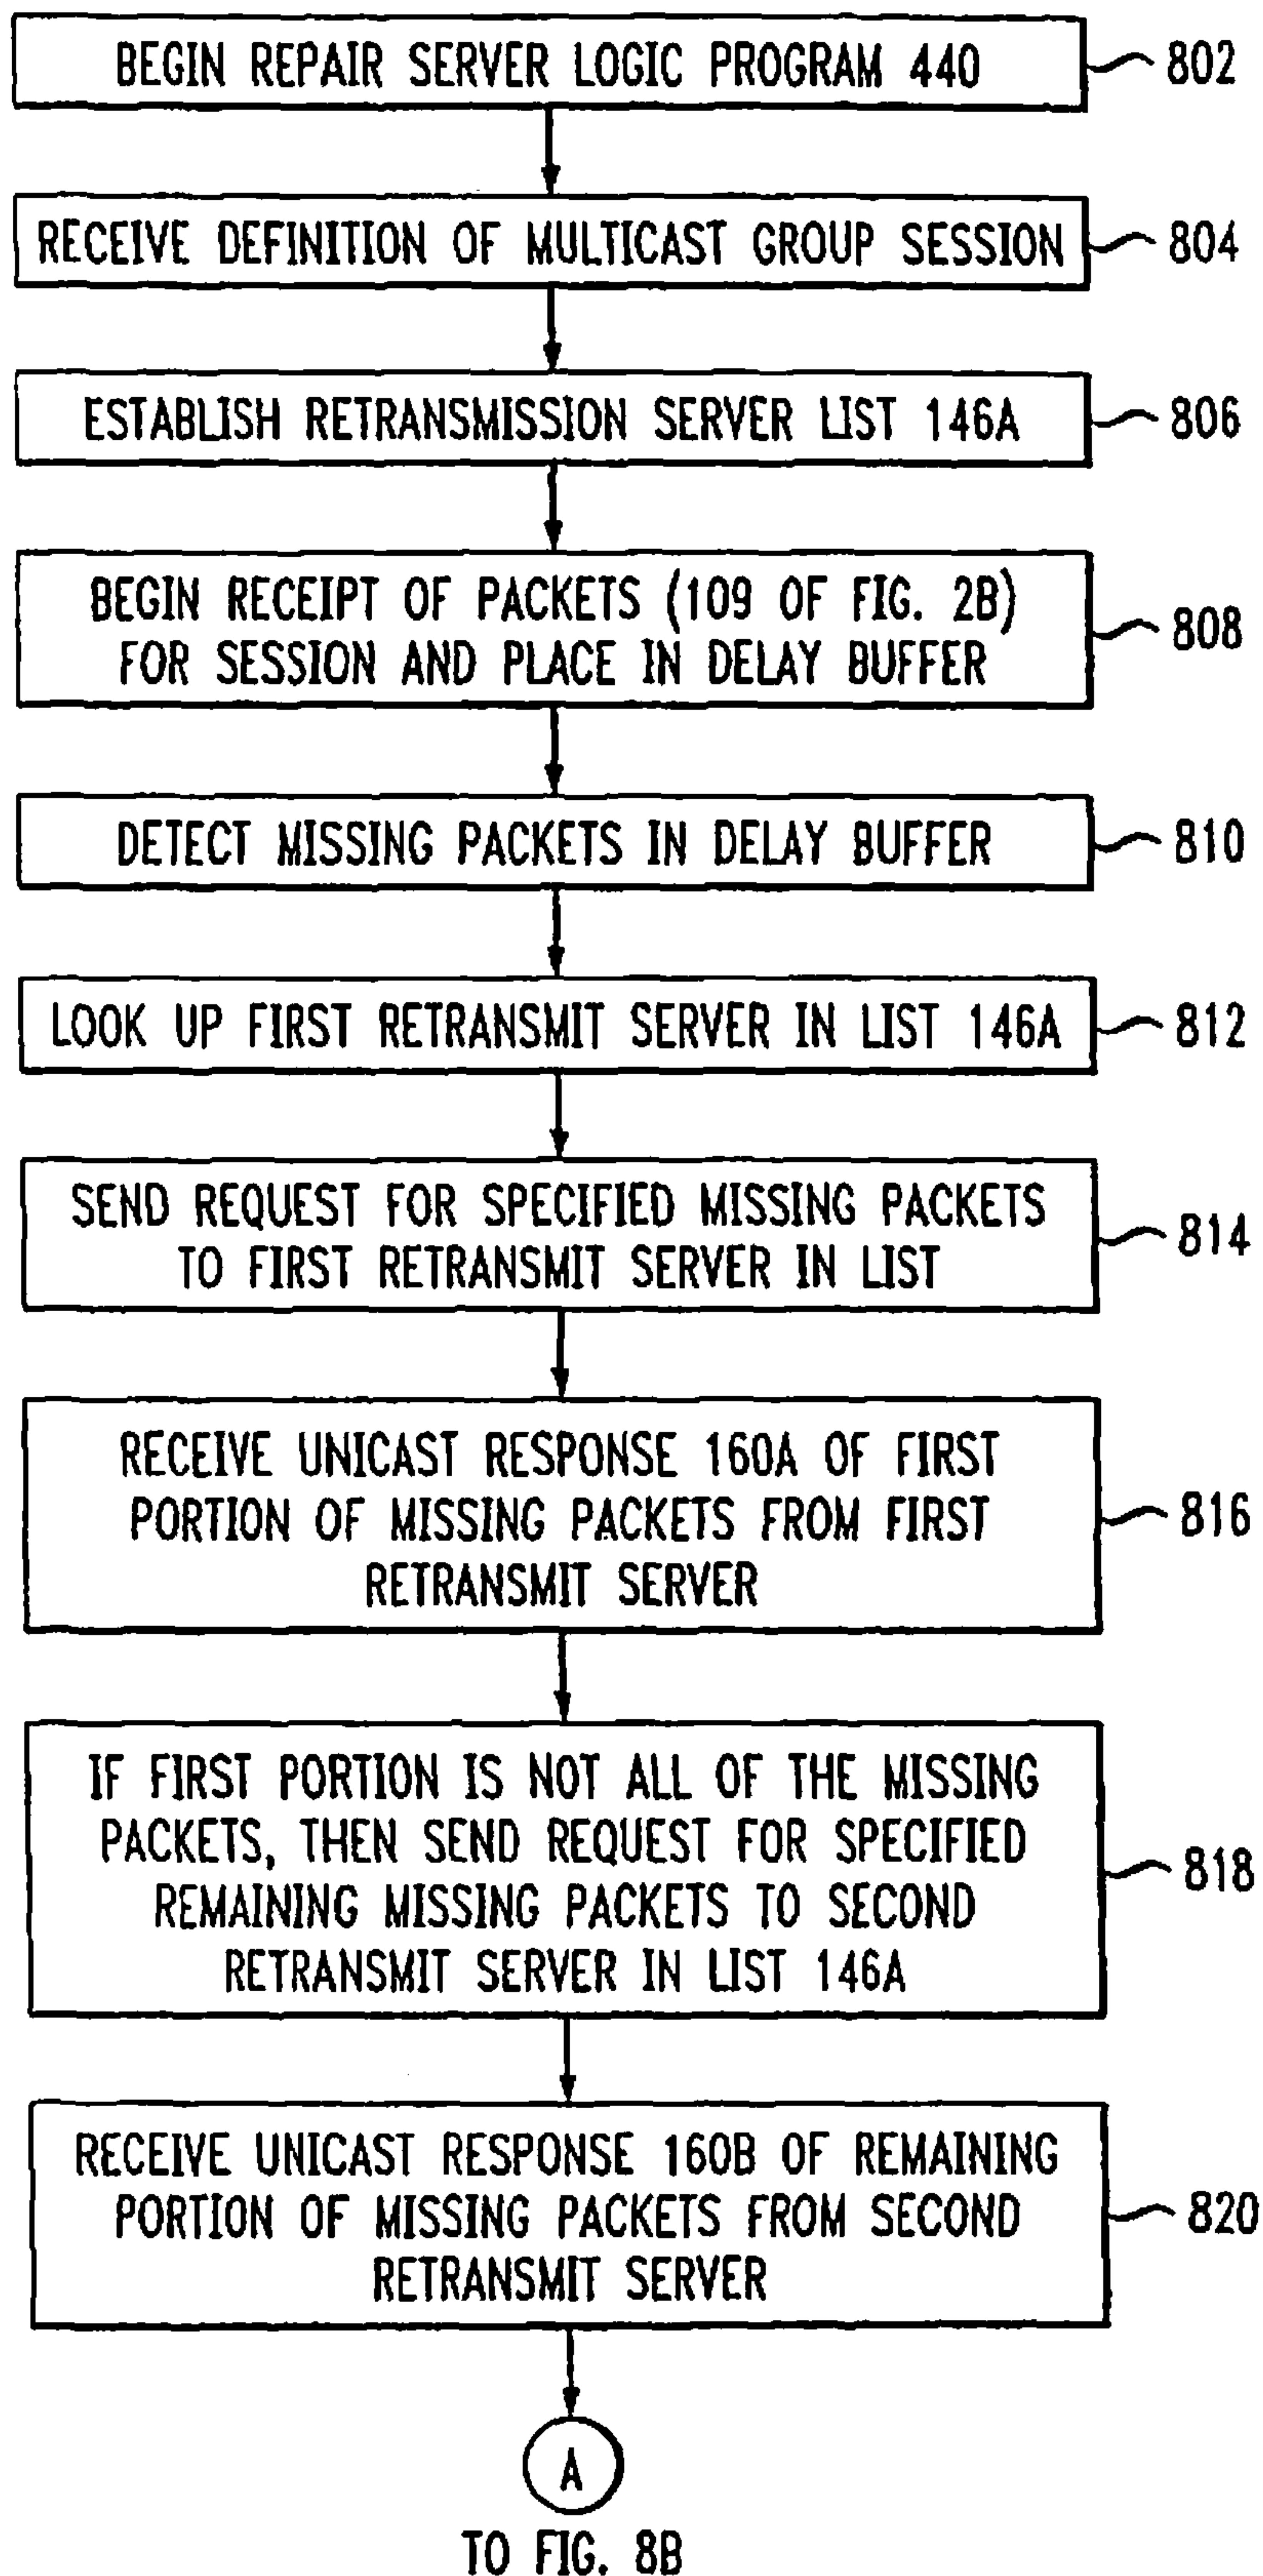 BEGIN REPAIR SERVER LOGIC PROGRAM 440
802
RECEIVE DEFINITION OF MULTICAST GROUP SESSION
804
ESTABLISH RETRANSMISSION SERVER LIST 146A
806
BEGIN RECEIPT OF PACKETS (109 OF FIG. 2B)
FOR SESSION AND PLACE IN DELAY BUFFER
808
DETECT MISSING PACKETS IN DELAY BUFFER
810
LOOK UP FIRST RETRANSMIT SERVER IN LIST 146A
812
SEND REQUEST FOR SPECIFIED MISSING PACKETS
TO FIRST RETRANSMIT SERVER IN LIST
814
RECEIVE UNICAST RESPONSE 160A OF FIRST
PORTION OF MISSING PACKETS FROM FIRST
RETRANSMIT SERVER
816
IF FIRST PORTION IS NOT ALL OF THE MISSING
PACKETS, THEN SEND REQUEST FOR SPECIFIED
REMAINING MISSING PACKETS TO SECOND
RETRANSMIT SERVER IN LIST 146A
818
RECEIVE UNICAST RESPONSE 160B OF REMAINING
PORTION OF MISSING PACKETS FROM SECOND
RETRANSMIT SERVER
820
A
TO FIG. 8B